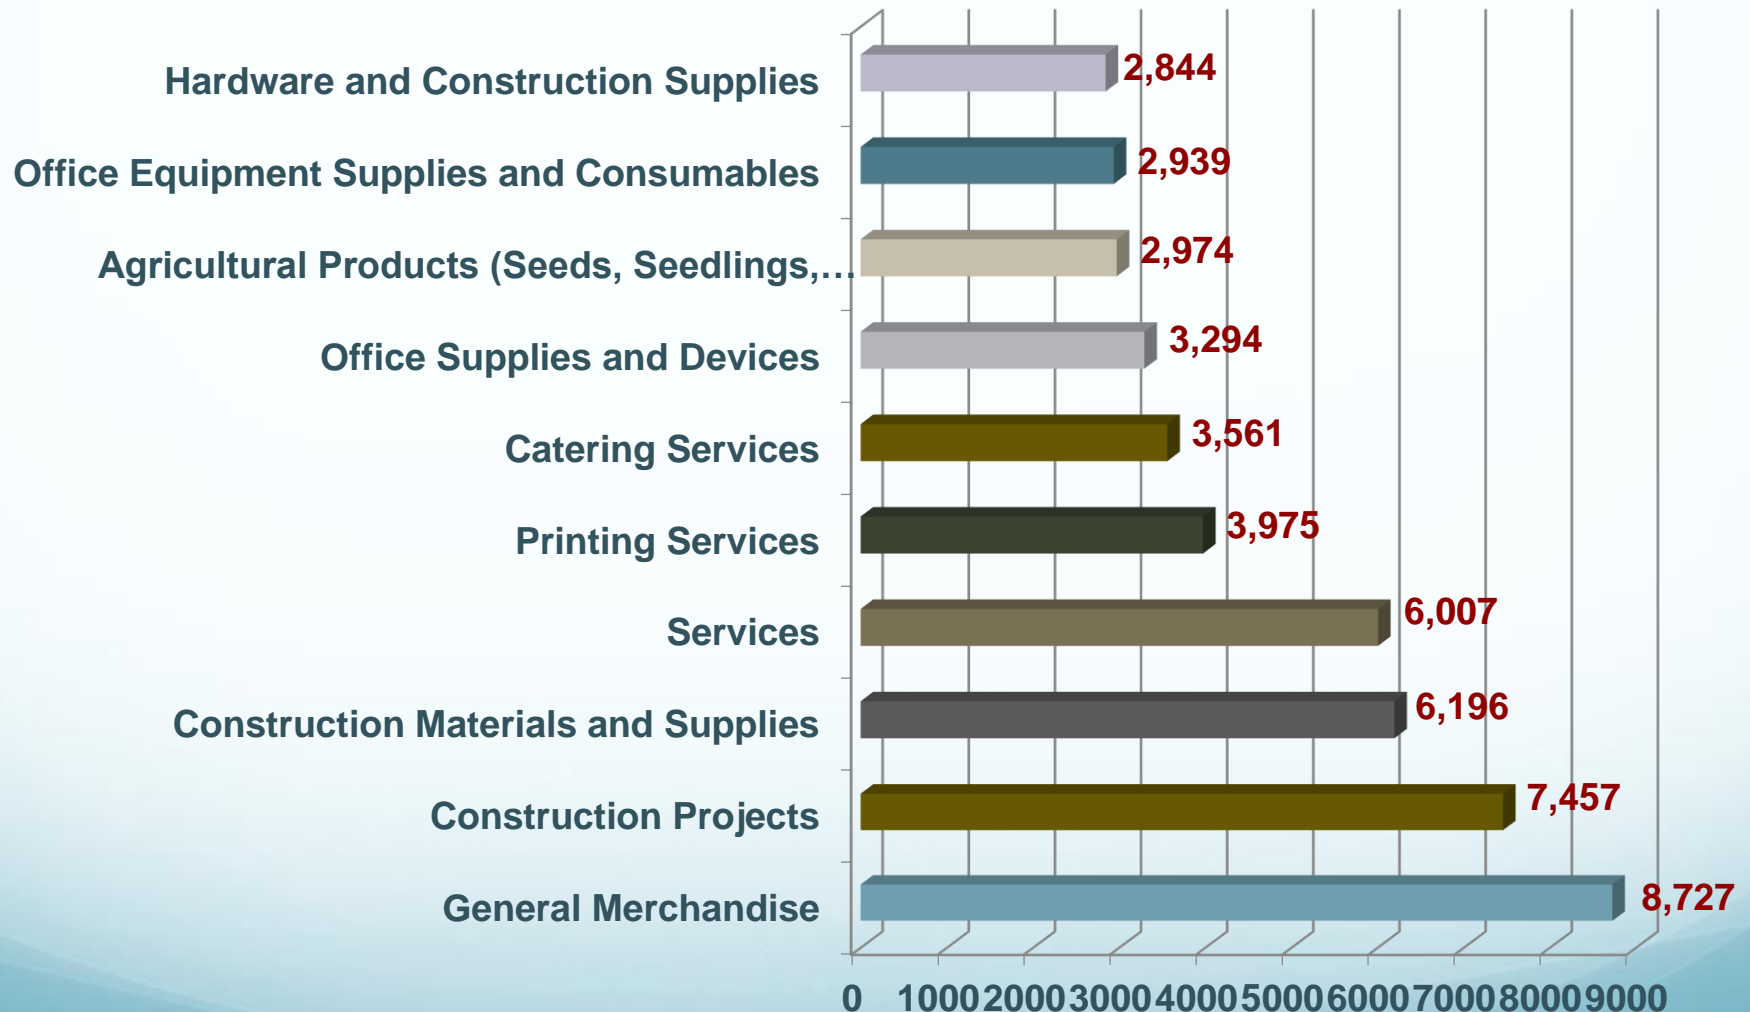 Hardware and Construction Supplies 2,844
Office Equipment Supplies and Consumables 2,939
Agricultural Products (Seeds, Seedlings,… 2,974
Office Supplies and Devices 3,294
Catering Services 3,561
Printing Services 3,975
Services 6,007
Construction Materials and Supplies 6,196
Construction Projects 7,457
General Merchandise 8,727
0 1000 2000 3000 4000 5000 6000 7000 8000 9000